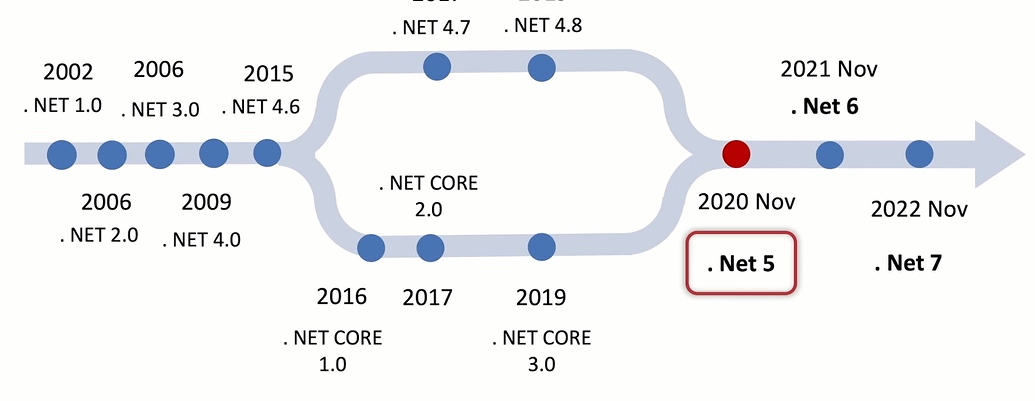 . NET 4.7
. NET 4.8
2002
. NET 1.0
2006
. NET 3.0
2015
. NET 4.6
2021 Nov
. Net 6
2006
. NET 2.0
2009
. NET 4.0
. NET CORE
2.0
2020 Nov
. Net 5
2022 Nov
. Net 7
2016
. NET CORE
1.0
2017
2019
. NET CORE
3.0